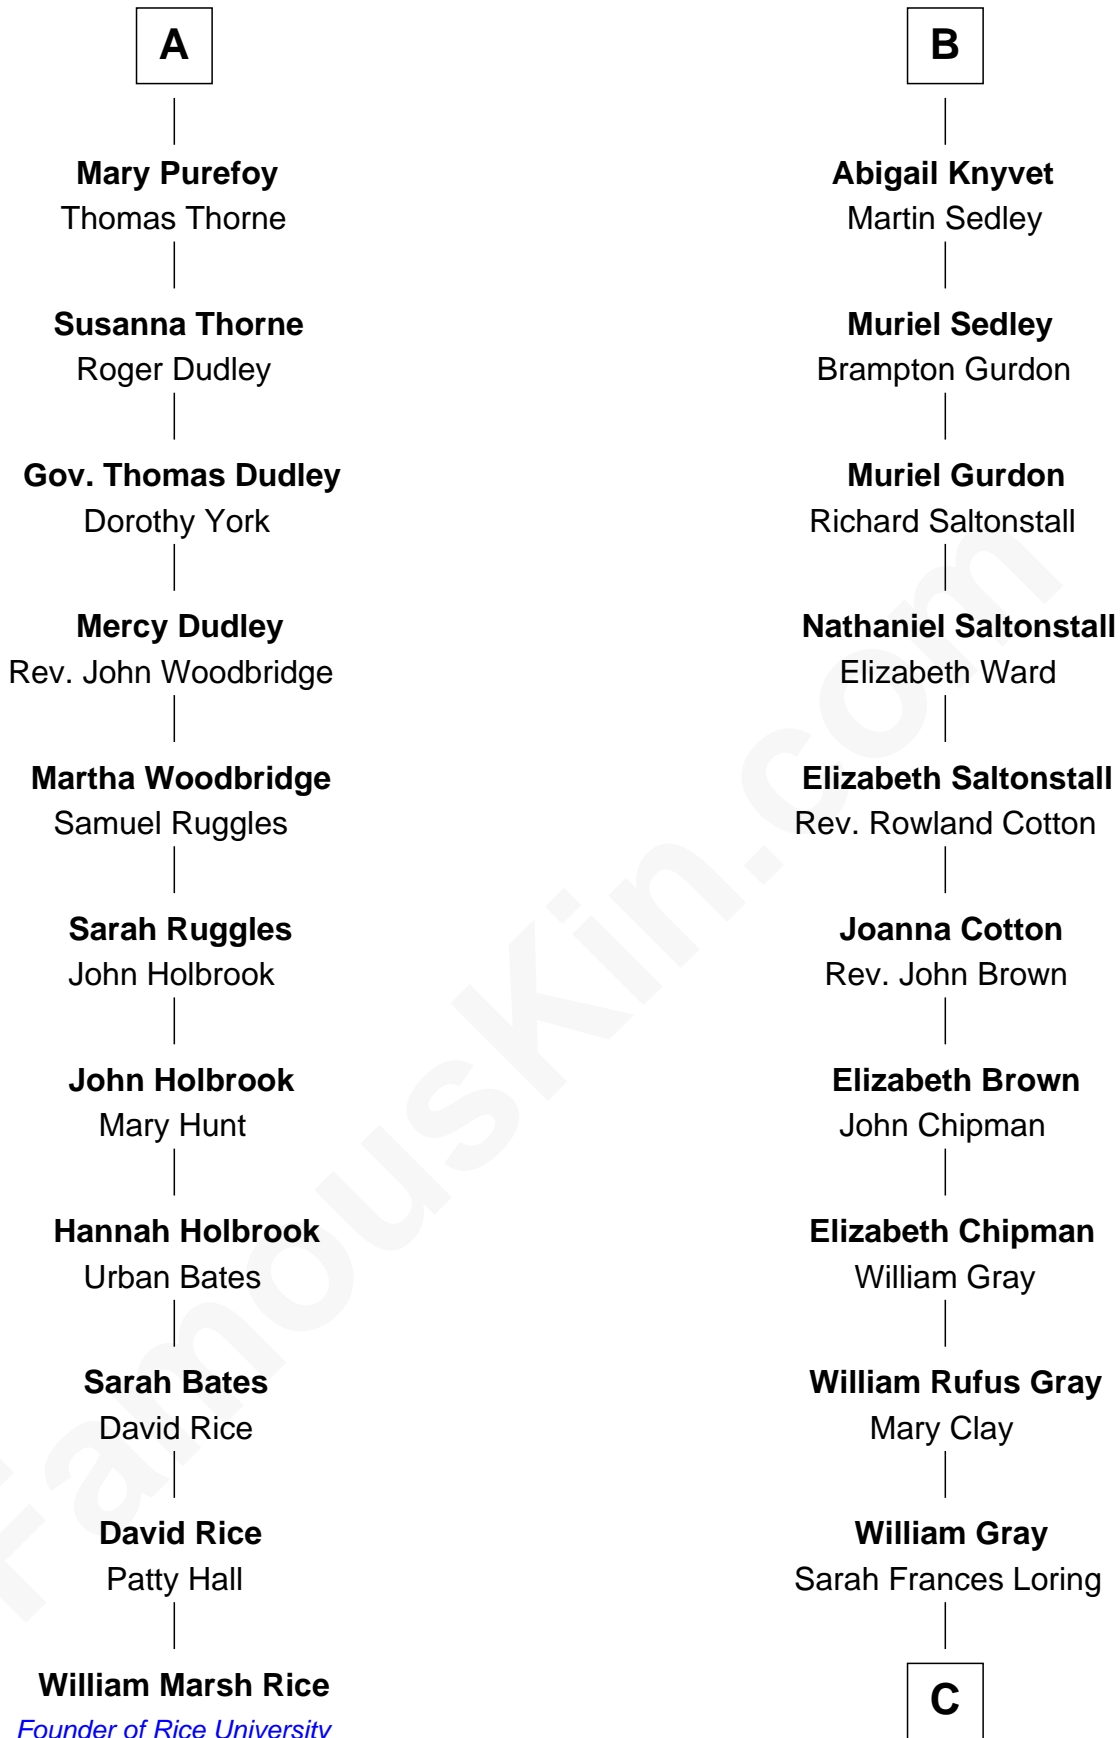 A
Mary Purefoy
Thomas Thorne
Susanna Thorne
Roger Dudley
Gov. Thomas Dudley
Dorothy York
Mercy Dudley
Rev. John Woodbridge
Martha Woodbridge
Samuel Ruggles
Sarah Ruggles
John Holbrook
John Holbrook
Mary Hunt
Hannah Holbrook
Urban Bates
Sarah Bates
David Rice
David Rice
Patty Hall
William Marsh Rice
Founder of Rice University
B
Abigail Knyvet
Martin Sedley
Muriel Sedley
Brampton Gurdon
Muriel Gurdon
Richard Saltonstall
Nathaniel Saltonstall
Elizabeth Ward
Elizabeth Saltonstall
Rev. Rowland Cotton
Joanna Cotton
Rev. John Brown
Elizabeth Brown
John Chipman
Elizabeth Chipman
William Gray
William Rufus Gray
Mary Clay
William Gray
Sarah Frances Loring
C
FamousKin.com